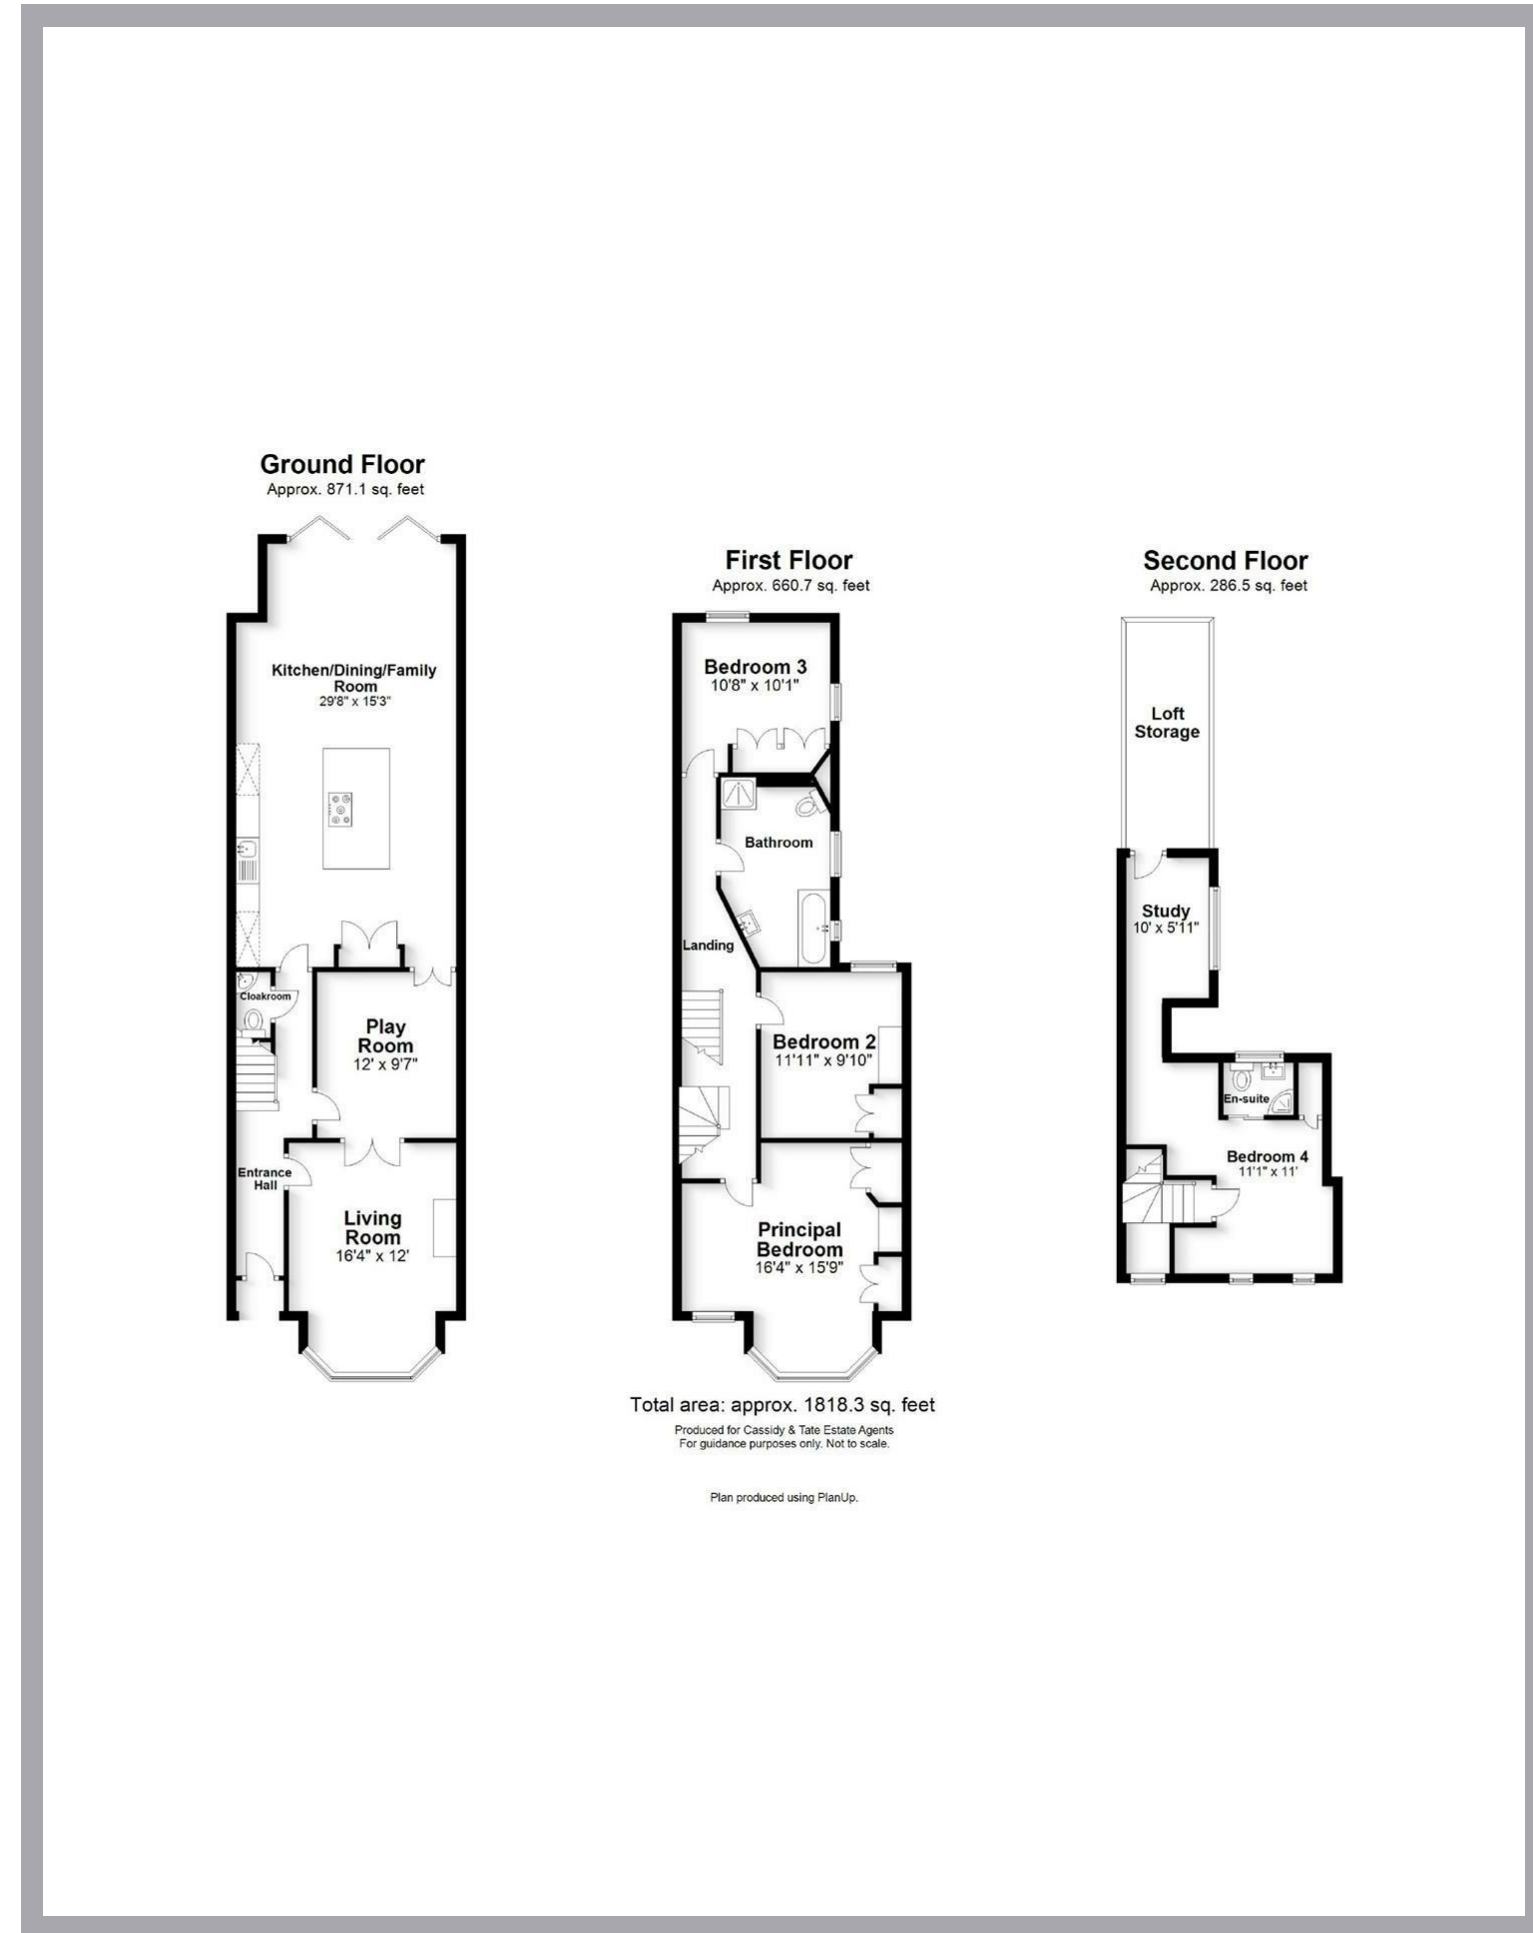 Ground Floor
Approx. 871.1 sq. feet
Kitchen/Dining/Family
Room
29'8" x 15'3"
Cloakroom
Play
Room
12' x 9'7"
Entrance
Hall
Living
Room
16'4" x 12'
First Floor
Approx. 660.7 sq. feet
Bedroom 3
10'8" x 10'1"
Bathroom
Landing
Bedroom 2
11'11" x 9'10"
Principal
Bedroom
16'4" x 15'9"
Second Floor
Approx. 286.5 sq. feet
Loft
Storage
Study
10' x 5'11"
En-suite
Bedroom 4
11'1" x 11'
Total area: approx. 1818.3 sq. feet
Produced for Cassidy & Tate Estate Agents
For guidance purposes only. Not to scale.
Plan produced using PlanUp.